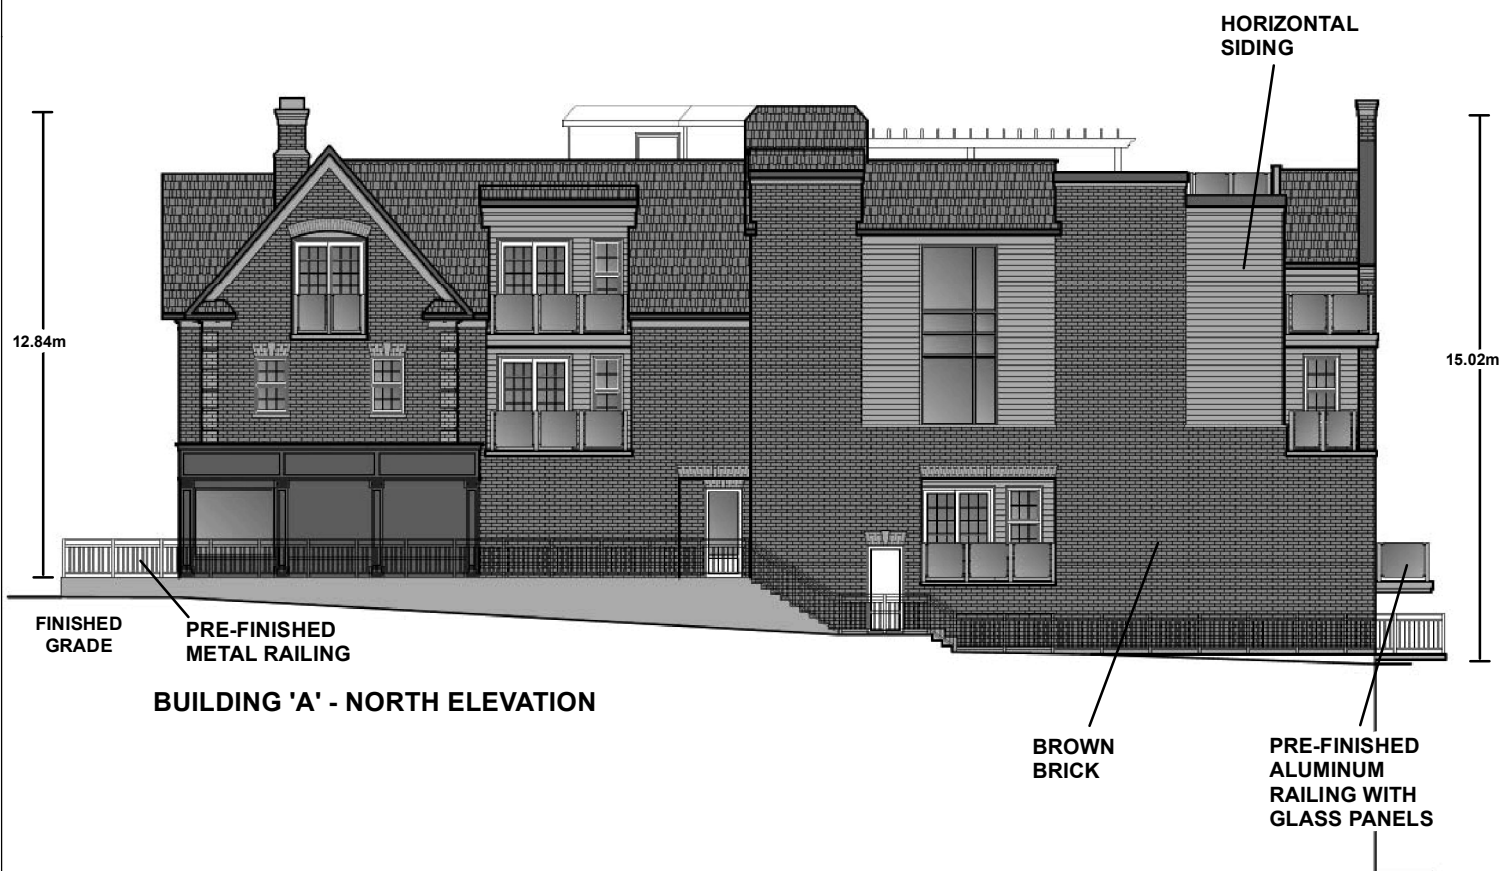 HORIZONTAL
SIDING
12.84m
15.02m
FINISHED
GRADE
PRE-FINISHED
METAL RAILING
BUILDING 'A' - NORTH ELEVATION
BROWN
BRICK
PRE-FINISHED
ALUMINUM
RAILING WITH
GLASS PANELS